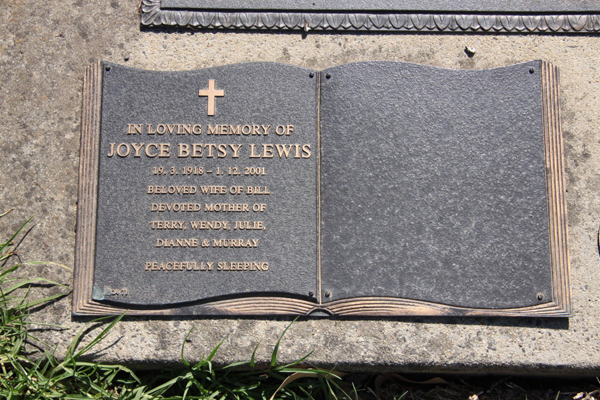 IN LOVING MEMORY OF
JOYCE BETSY LEWIS
19. 3. 1918 – 1. 12. 2001
BELOVED WIFE OF BILL
DEVOTED MOTHER OF
TERRY, WENDY, JULIE,
DIANNE & MURRAY
PEACEFULLY SLEEPING